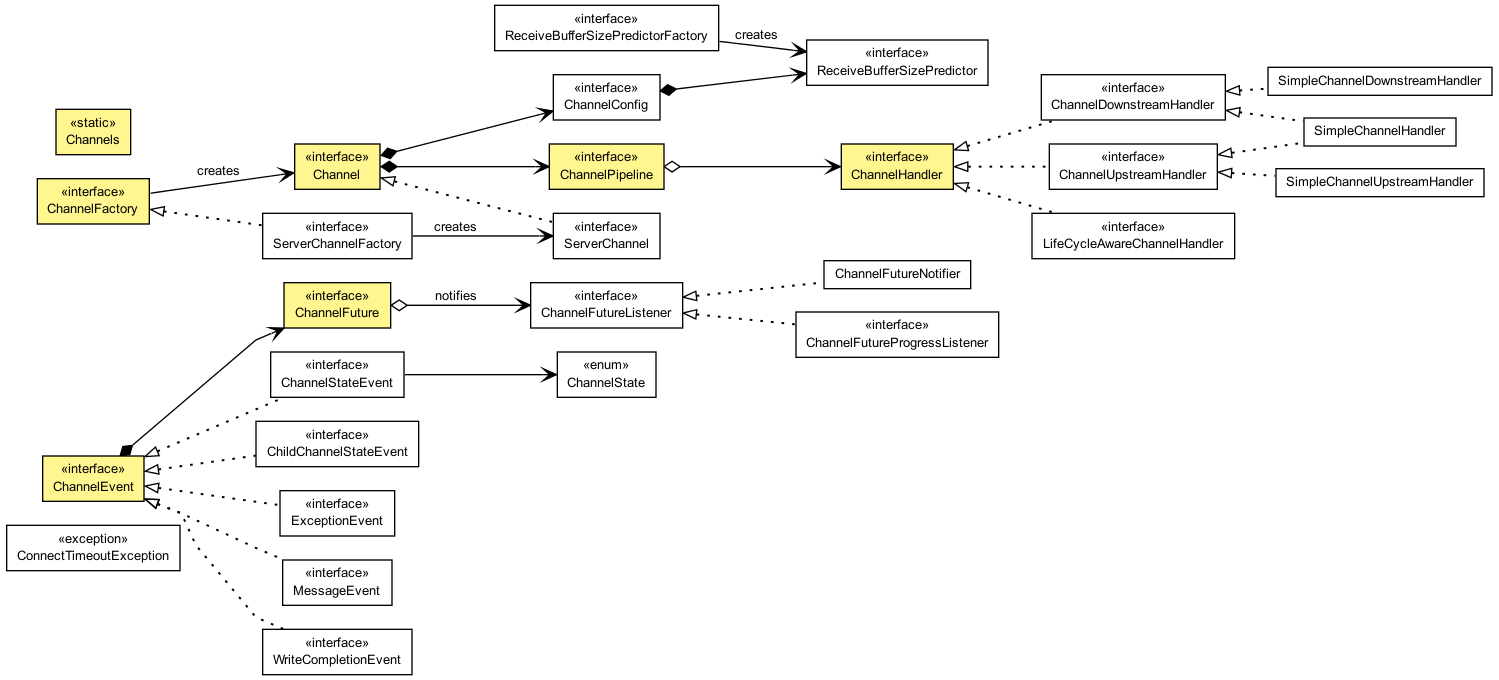 «interface»
ReceiveBufferSizePredictorFactory
creates
«interface»
ReceiveBufferSizePredictor
«interface»
ChannelConfig
«interface»
ChannelDownstreamHandler
SimpleChannelDownstreamHandler
«static»
Channels
SimpleChannelHandler
«interface»
Channel
«interface»
ChannelPipeline
«interface»
ChannelHandler
«interface»
ChannelUpstreamHandler
SimpleChannelUpstreamHandler
creates
«interface»
ChannelFactory
«interface»
ServerChannelFactory
creates
«interface»
ServerChannel
«interface»
LifeCycleAwareChannelHandler
ChannelFutureNotifier
«interface»
ChannelFuture
notifies
«interface»
ChannelFutureListener
«interface»
ChannelFutureProgressListener
«interface»
ChannelStateEvent
«enum»
ChannelState
«interface»
ChildChannelStateEvent
«interface»
ChannelEvent
«interface»
ExceptionEvent
«exception»
ConnectTimeoutException
«interface»
MessageEvent
«interface»
WriteCompletionEvent